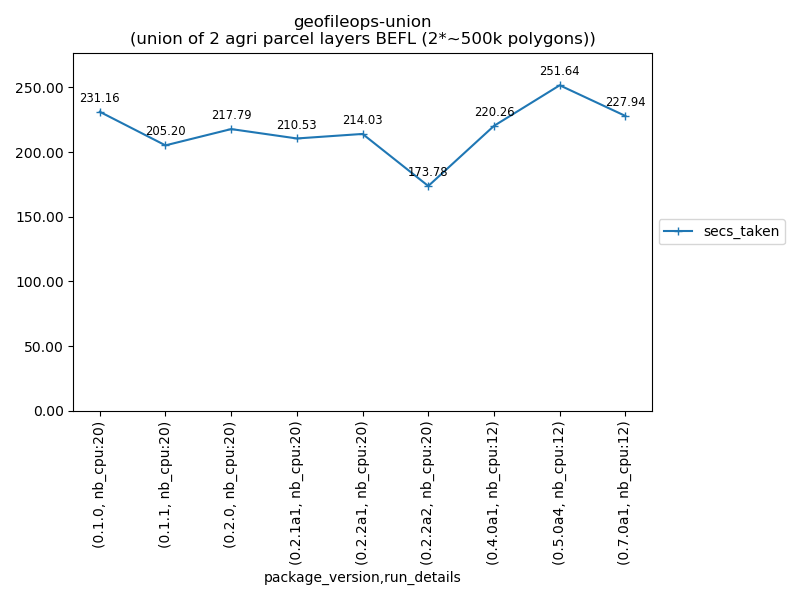 geofileops-union
(union of 2 agri parcel layers BEFL (2*~500k polygons))
250.00
200.00
150.00
100.00
50.00
0.00
231.16
205.20
217.79
210.53
214.03
173.78
220.26
251.64
227.94
secs_taken
(0.1.0, nb_cpu:20)
(0.1.1, nb_cpu:20)
(0.2.0, nb_cpu:20)
(0.2.1a1, nb_cpu:20)
(0.2.2a1, nb_cpu:20)
(0.2.2a2, nb_cpu:20)
(0.4.0a1, nb_cpu:12)
(0.5.0a4, nb_cpu:12)
(0.7.0a1, nb_cpu:12)
package_version,run_details